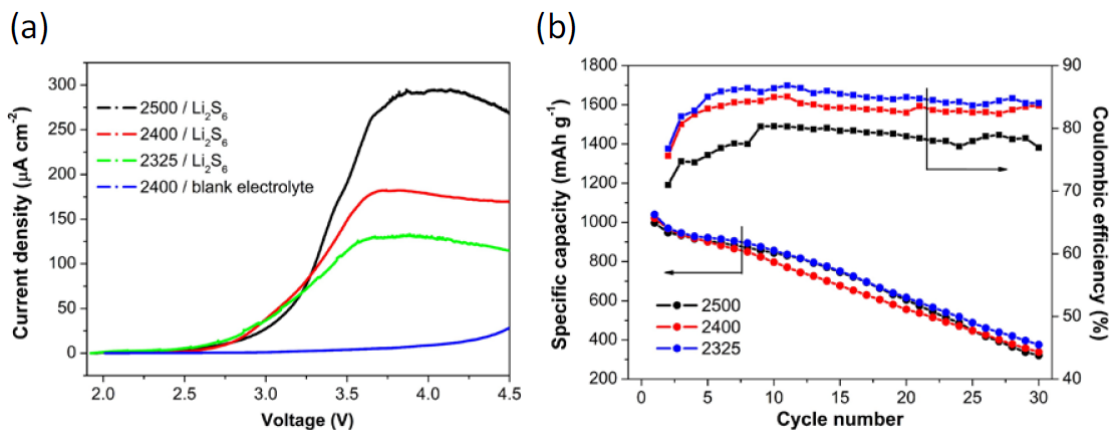 (a)
(b)
300
250
200
150
100
50
0
Current density (μA cm⁻²)
2500 / Li₂S₆
2400 / Li₂S₆
2325 / Li₂S₆
2400 / blank electrolyte
2.0 2.5 3.0 3.5 4.0 4.5
Voltage (V)
1800
1600
1400
1200
1000
800
600
400
200
Specific capacity (mAh g⁻¹)
2500
2400
2325
90
80
70
60
50
40
Coulombic efficiency (%)
0 5 10 15 20 25 30
Cycle number